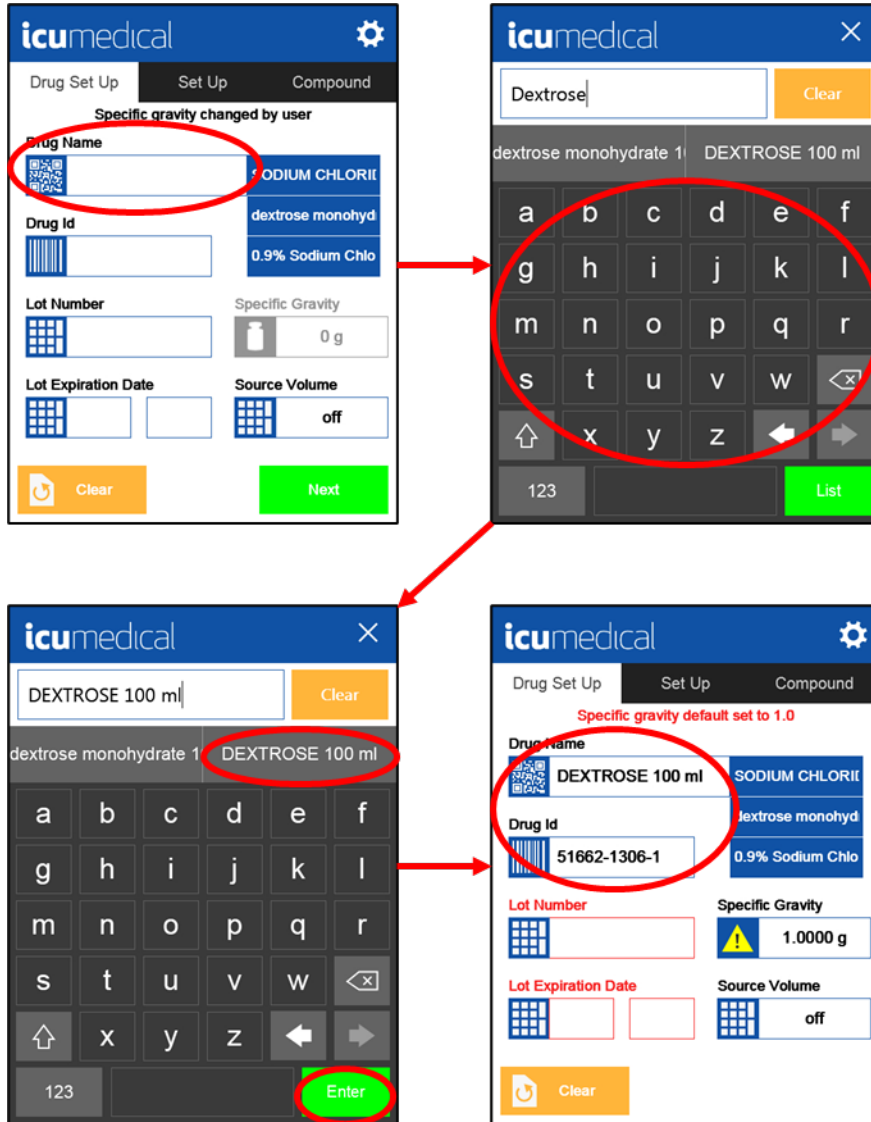 icumedical
Drug Set Up Set Up Compound
Specific gravity changed by user
Drug Name
SODIUM CHLORI
Drug Id
dextrose monohyd
0.9% Sodium Chlo
Lot Number
Specific Gravity
0 g
Lot Expiration Date
Source Volume
off
Clear
Next
icumedical
Dextrose
Clear
dextrose monohydrate 1 DEXTROSE 100 ml
a b c d e f
g h i j k l
m n o p q r
s t u v w
x y z
123
List
icumedical
DEXTROSE 100 ml
Clear
dextrose monohydrate 1 DEXTROSE 100 ml
a b c d e f
g h i j k l
m n o p q r
s t u v w
x y z
123
Enter
icumedical
Drug Set Up Set Up Compound
Specific gravity default set to 1.0
Drug Name
DEXTROSE 100 ml
SODIUM CHLORI
Drug Id
dextrose monohyd
51662-1306-1
0.9% Sodium Chlo
Lot Number
Specific Gravity
1.0000 g
Lot Expiration Date
Source Volume
off
Clear